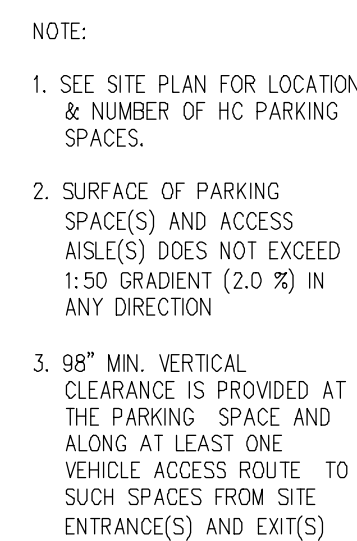 NOTE:
1. SEE SITE PLAN FOR LOCATION
& NUMBER OF HC PARKING
SPACES.
2. SURFACE OF PARKING
SPACE(S) AND ACCESS
AISLE(S) DOES NOT EXCEED
1:50 GRADIENT (2.0 %) IN
ANY DIRECTION
3. 98” MIN. VERTICAL
CLEARANCE IS PROVIDED AT
THE PARKING SPACE AND
ALONG AT LEAST ONE
VEHICLE ACCESS ROUTE TO
SUCH SPACES FROM SITE
ENTRANCE(S) AND EXIT(S)